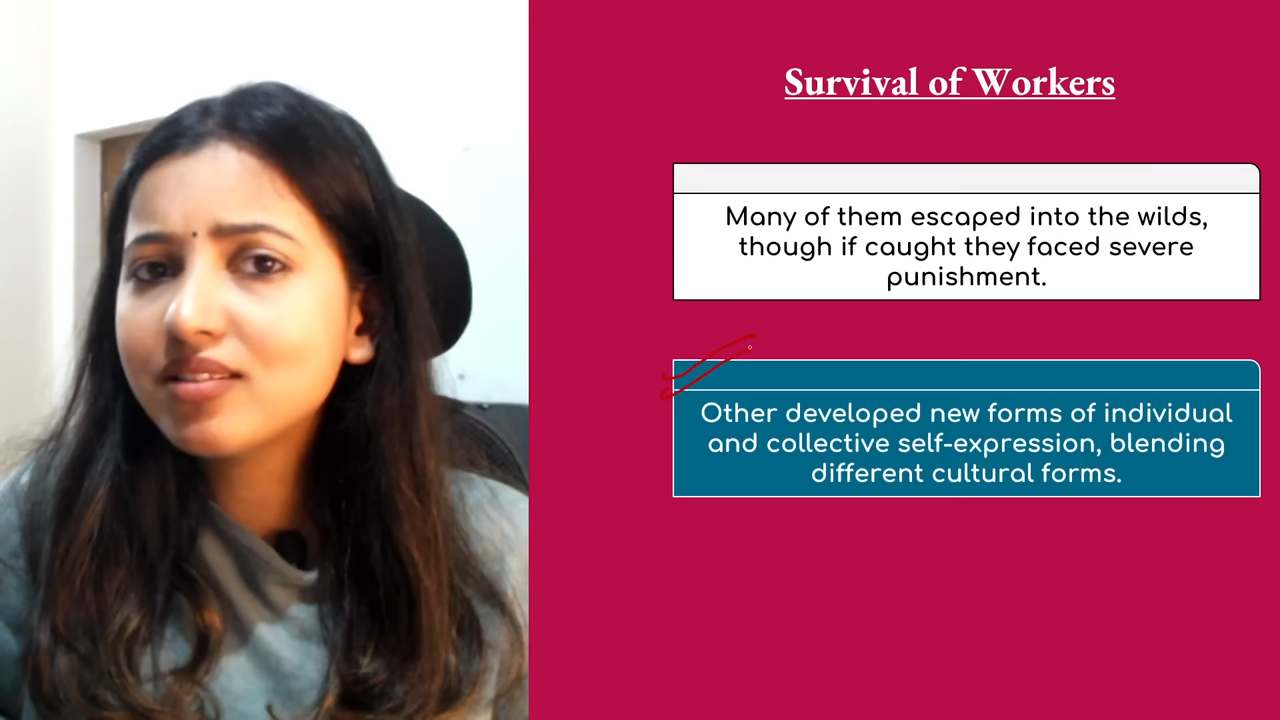 Survival of Workers
Many of them escaped into the wilds,
though if caught they faced severe
punishment.
Other developed new forms of individual
and collective self-expression, blending
different cultural forms.